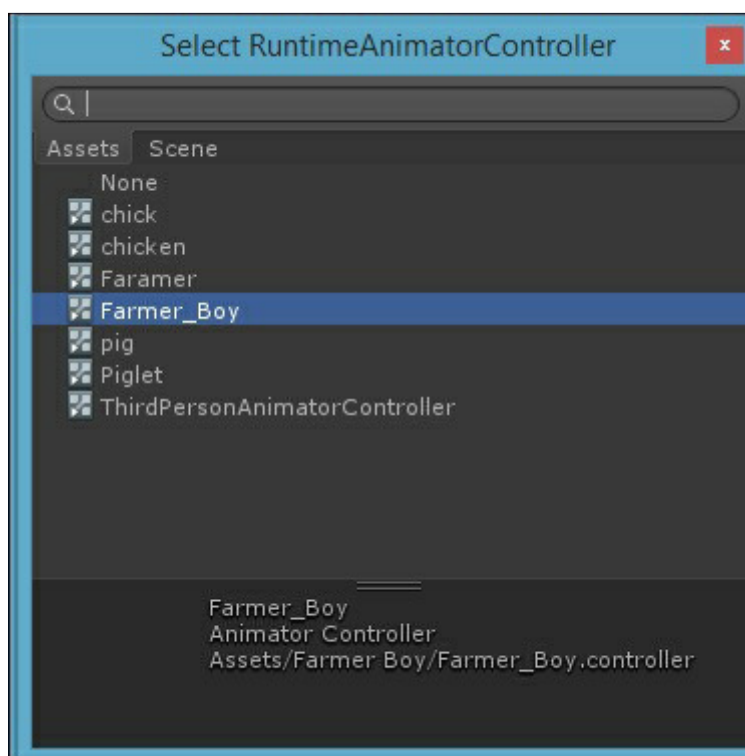 Select RuntimeAnimatorController
x
Assets Scene
None
chick
chicken
Faramer
Farmer_Boy
pig
Piglet
ThirdPersonAnimatorController
Farmer_Boy
Animator Controller
Assets/Farmer Boy/Farmer_Boy.controller